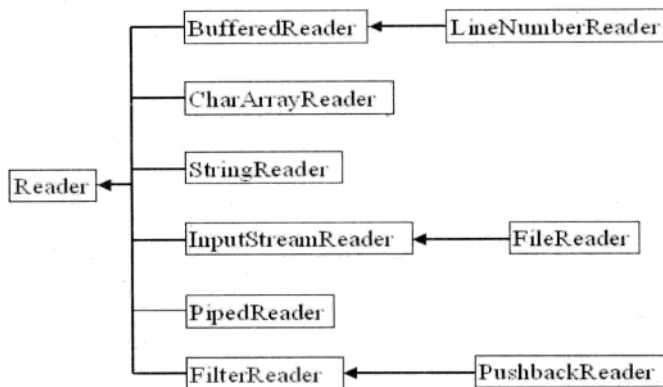 BufferedReader
LineNumberReader
CharArrayReader
StringReader
Reader
InputStreamReader
FileReader
PipedReader
FilterReader
PushbackReader